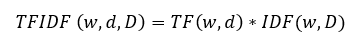 TFIDF (w, d, D) = TF(w, d) * IDF(w, D)